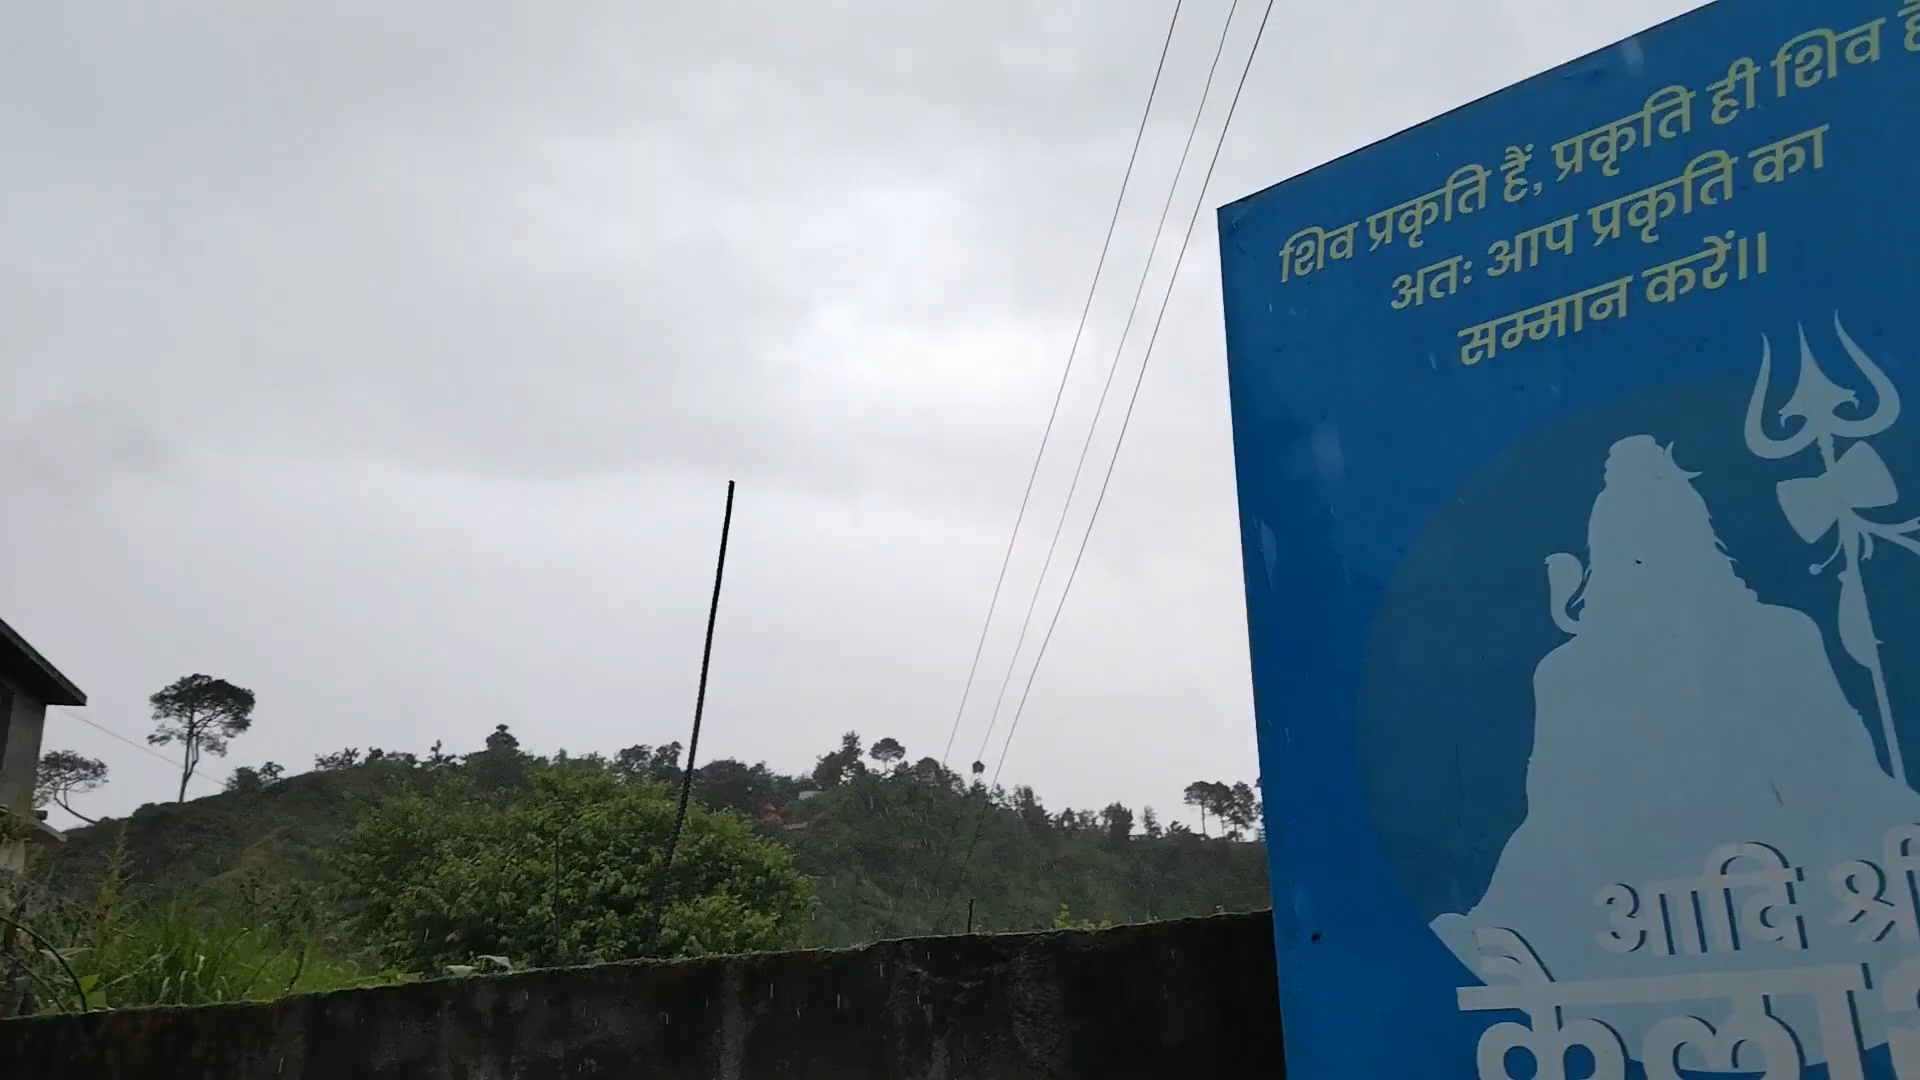 शिव प्रकृति हैं, प्रकृति ही शिव
अतः आप प्रकृति का
सम्मान करें॥
आदि